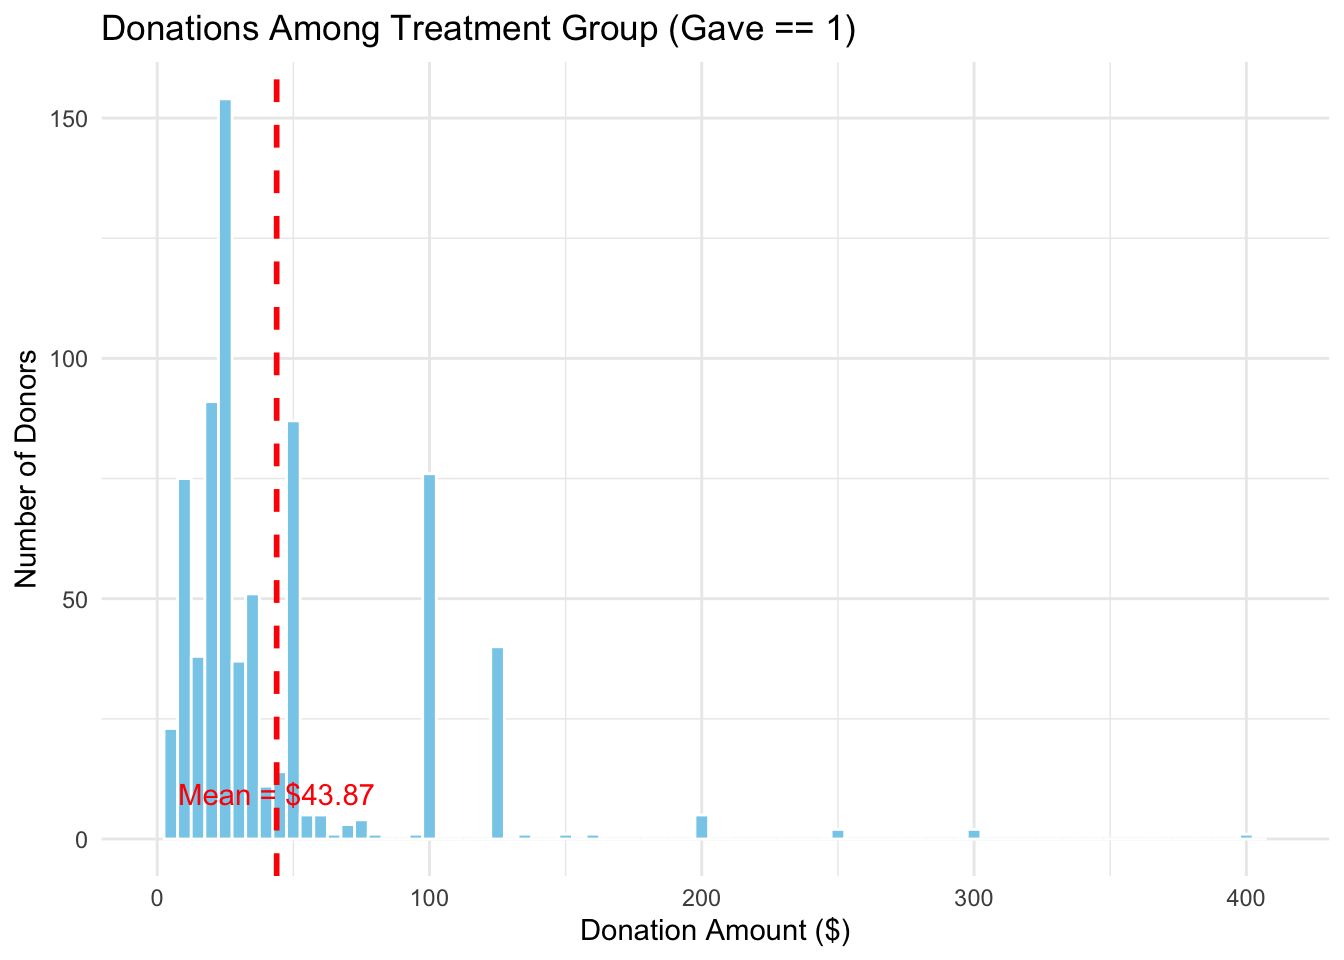 Donations Among Treatment Group (Gave == 1)
Number of Donors
150
100
50
0
Mean = $43.87
0 100 200 300 400
Donation Amount ($)